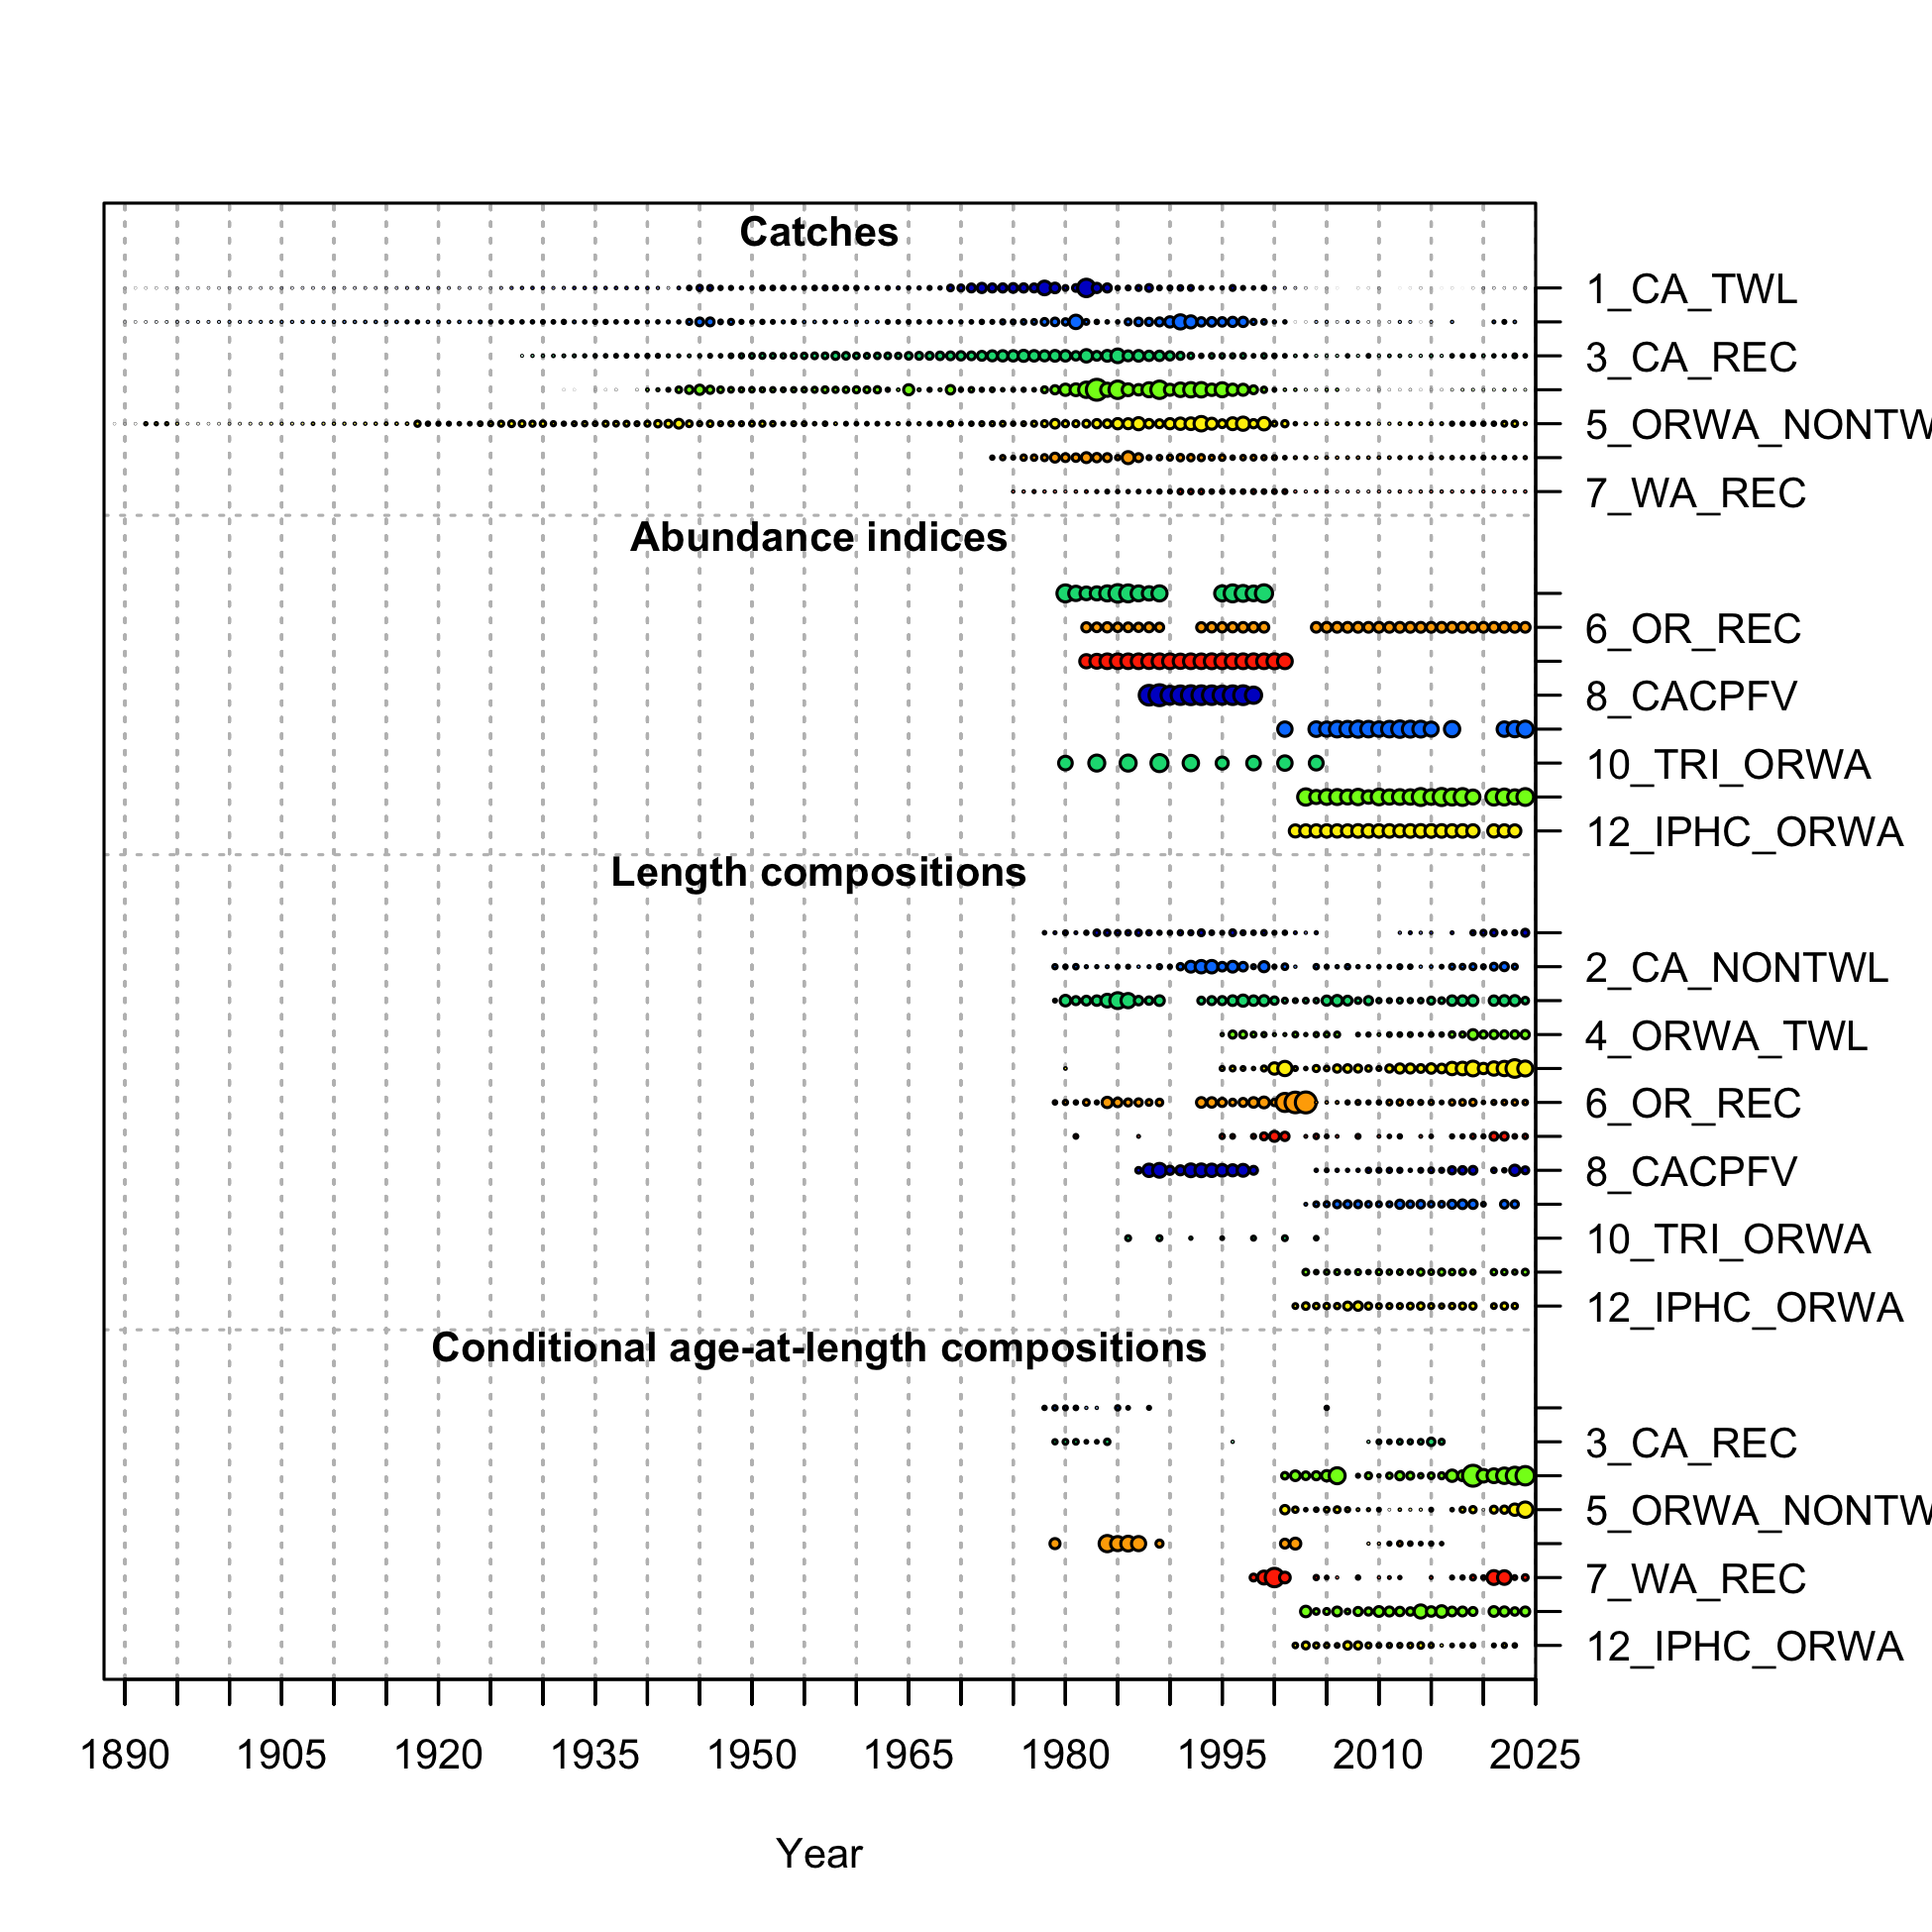 Catches
1_CA_TWL
3_CA_REC
5_ORWA_NONTW
7_WA_REC
Abundance indices
6_OR_REC
8_CACPFV
10_TRI_ORWA
12_IPHC_ORWA
Length compositions
2_CA_NONTWL
4_ORWA_TWL
6_OR_REC
8_CACPFV
10_TRI_ORWA
12_IPHC_ORWA
Conditional age-at-length compositions
3_CA_REC
5_ORWA_NONTW
7_WA_REC
12_IPHC_ORWA
1890 1905 1920 1935 1950 1965 1980 1995 2010 2025
Year